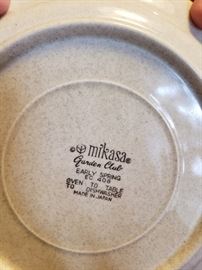 mikasa®
Garden Club
EARLY SPRING
EC 408
OVEN TO TABLE
TO DISHWASHER
MADE IN JAPAN